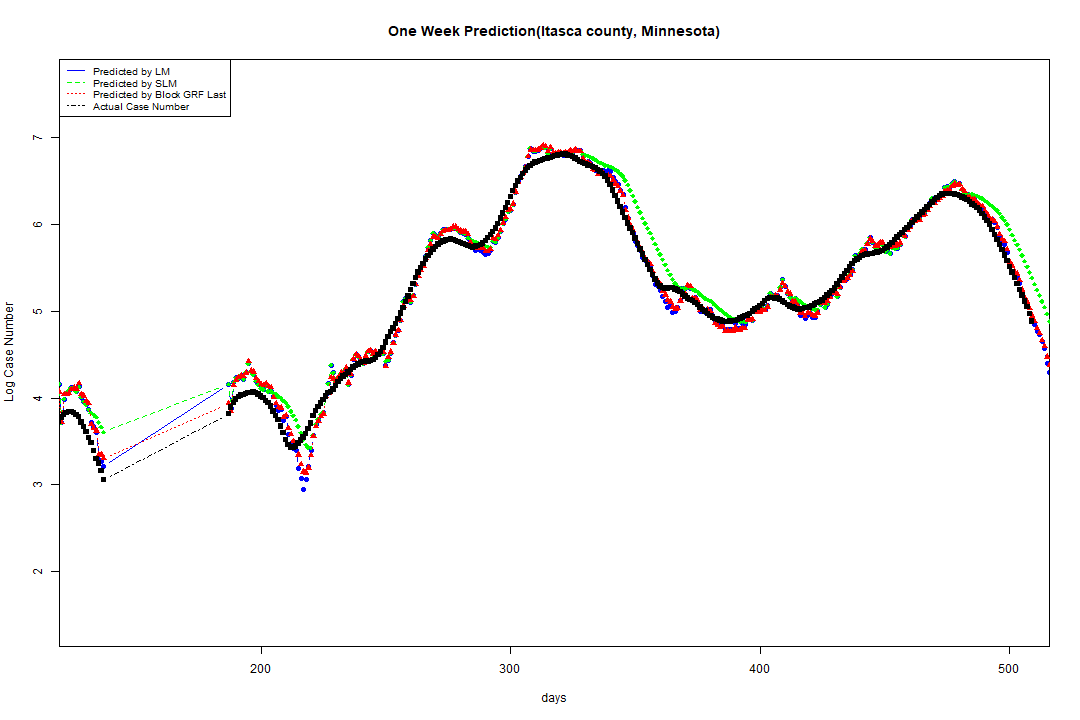 One Week Prediction(Itasca county, Minnesota)
Predicted by LM
Predicted by SLM
Predicted by Block GRF Last
Actual Case Number
7
6
5
4
3
2
Log Case Number
200 300 400 500
days